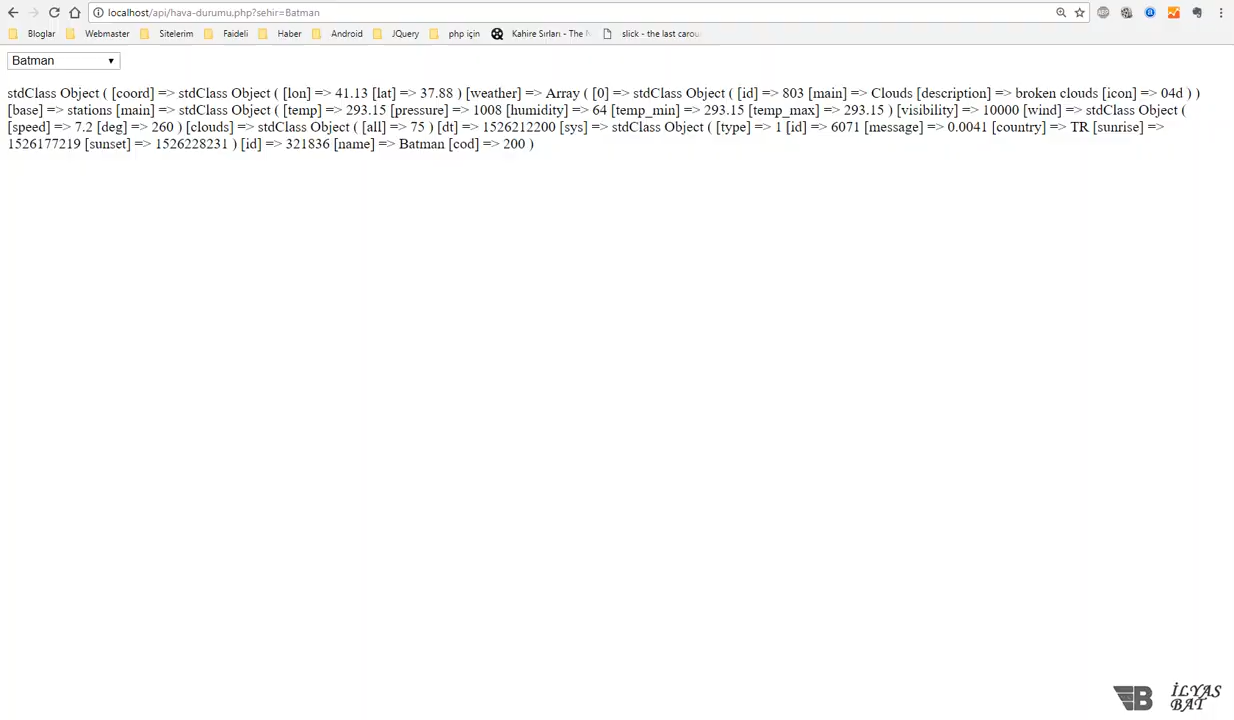 localhost/api/hava-durumu.php?sehir=Batman
Bloglar Webmaster Sitelerim Faideli Haber Android JQuery php için Kahire Sırları - The N slick - the last carou
Batman
stdClass Object ( [coord] => stdClass Object ( [lon] => 41.13 [lat] => 37.88 ) [weather] => Array ( [0] => stdClass Object ( [id] => 803 [main] => Clouds [description] => broken clouds [icon] => 04d ) )
[base] => stations [main] => stdClass Object ( [temp] => 293.15 [pressure] => 1008 [humidity] => 64 [temp_min] => 293.15 [temp_max] => 293.15 ) [visibility] => 10000 [wind] => stdClass Object (
[speed] => 7.2 [deg] => 260 ) [clouds] => stdClass Object ( [all] => 75 ) [dt] => 1526212200 [sys] => stdClass Object ( [type] => 1 [id] => 6071 [message] => 0.0041 [country] => TR [sunrise] =>
1526177219 [sunset] => 1526228231 ) [id] => 321836 [name] => Batman [cod] => 200 )
B İLYAS
BAT